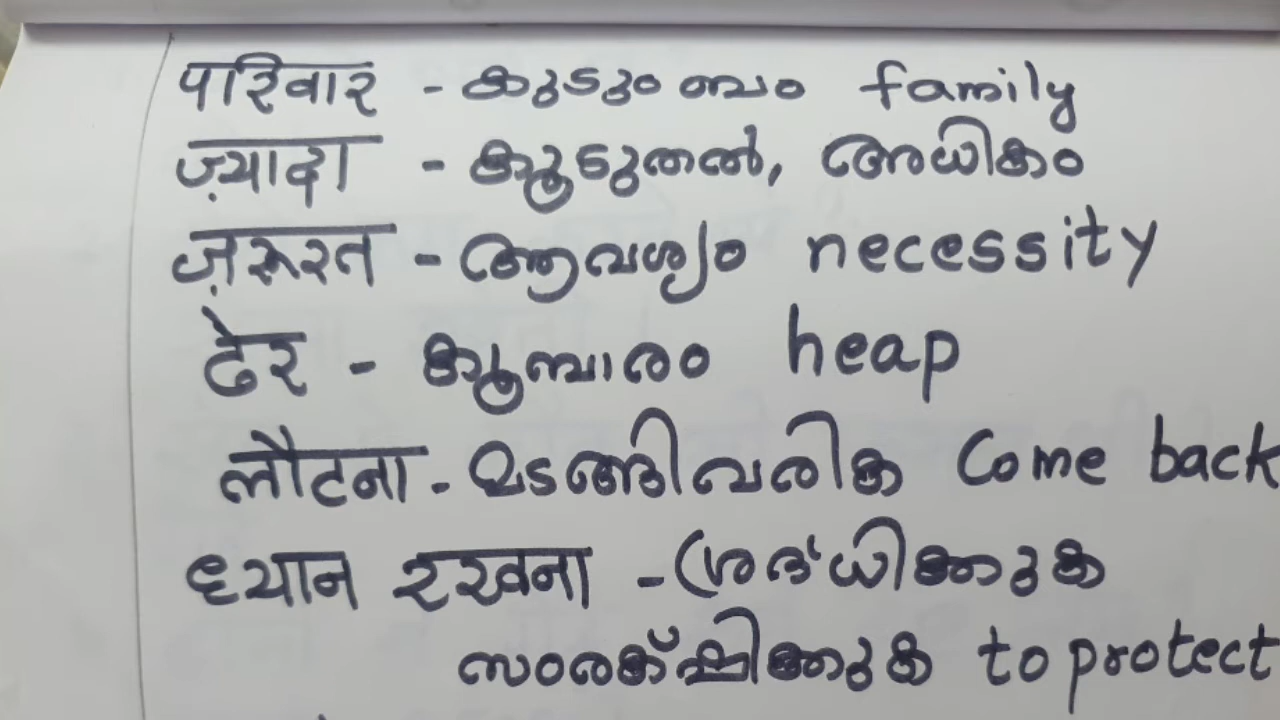 परिवार - കുടുംബം family
ज़्यादा - കൂടുതൽ, അധികം
ज़रूरत - ആവശ്യം necessity
ढेर - കൂമ്പാരം heap
लौटना - മടങ്ങിവരിക Come back
ध्यान रखना - ശ്രദ്ധിക്കുക
സംരക്ഷിക്കുക to protect